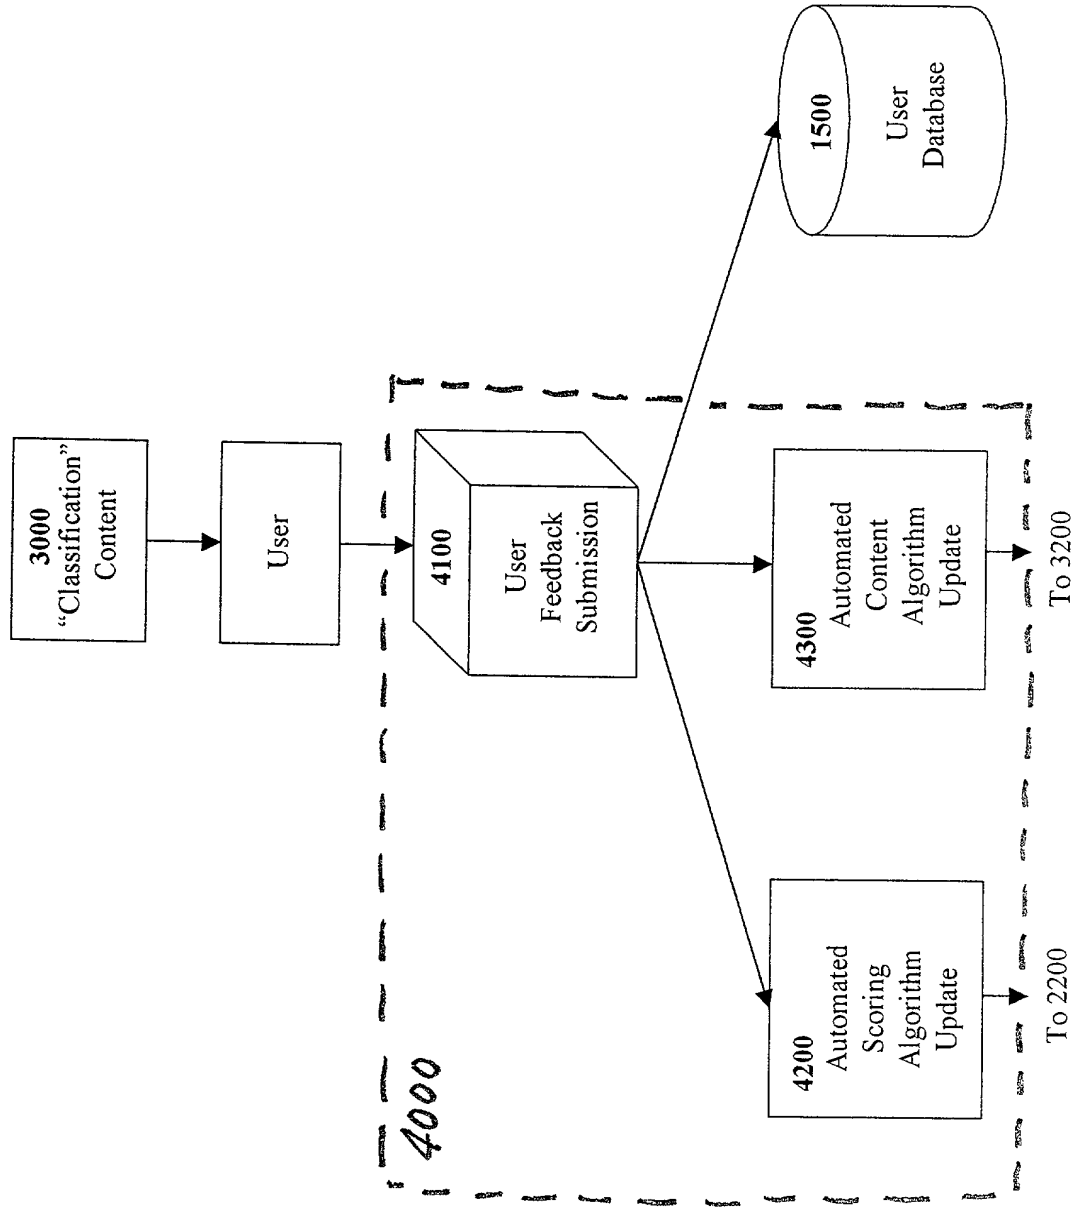 3000
“Classification”
Content
User
4000
4100
User
Feedback
Submission
4200
Automated
Scoring
Algorithm
Update
4300
Automated
Content
Algorithm
Update
1500
User
Database
To 2200
To 3200